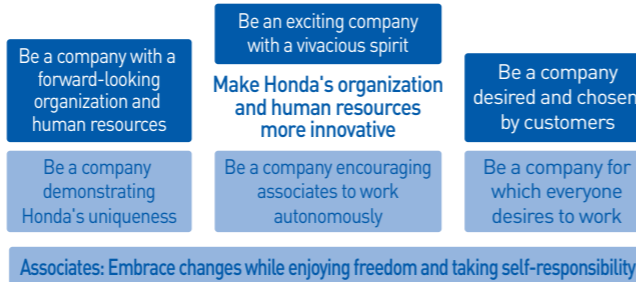 Be an exciting company
with a vivacious spirit
Be a company with a
forward-looking
organization and
human resources
Make Honda's organization
and human resources
more innovative
Be a company
desired and chosen
by customers
Be a company
demonstrating
Honda's uniqueness
Be a company encouraging
associates to work
autonomously
Be a company for
which everyone
desires to work
Associates: Embrace changes while enjoying freedom and taking self-responsibility